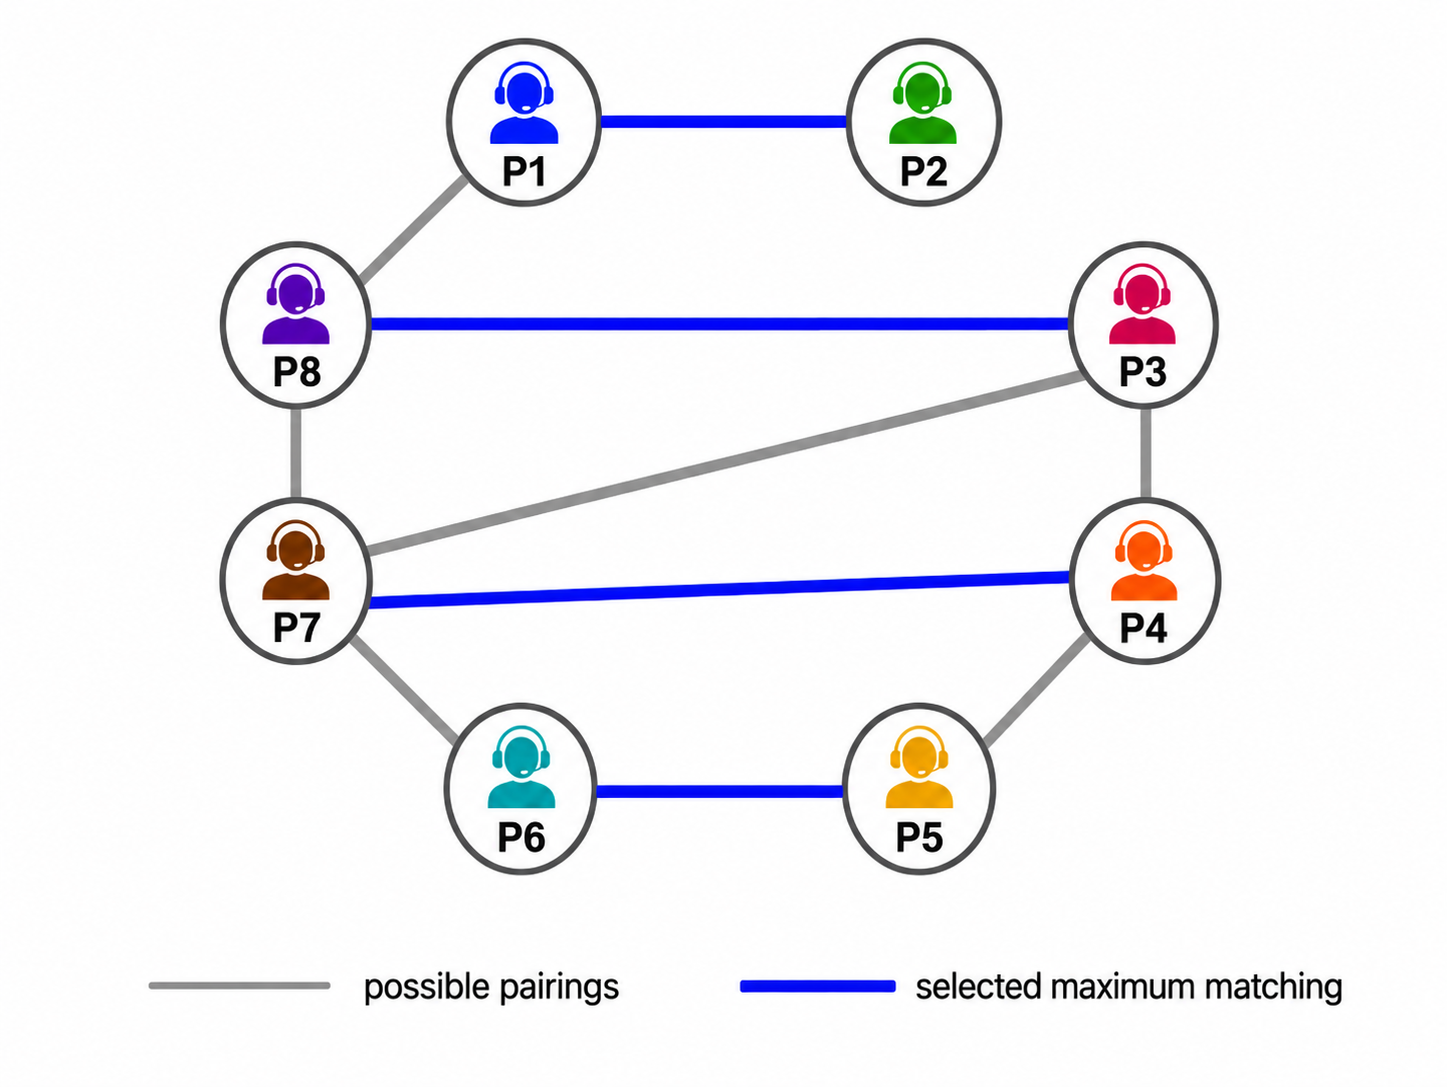 P1
P2
P8
P3
P7
P4
P6
P5
possible pairings
selected maximum matching